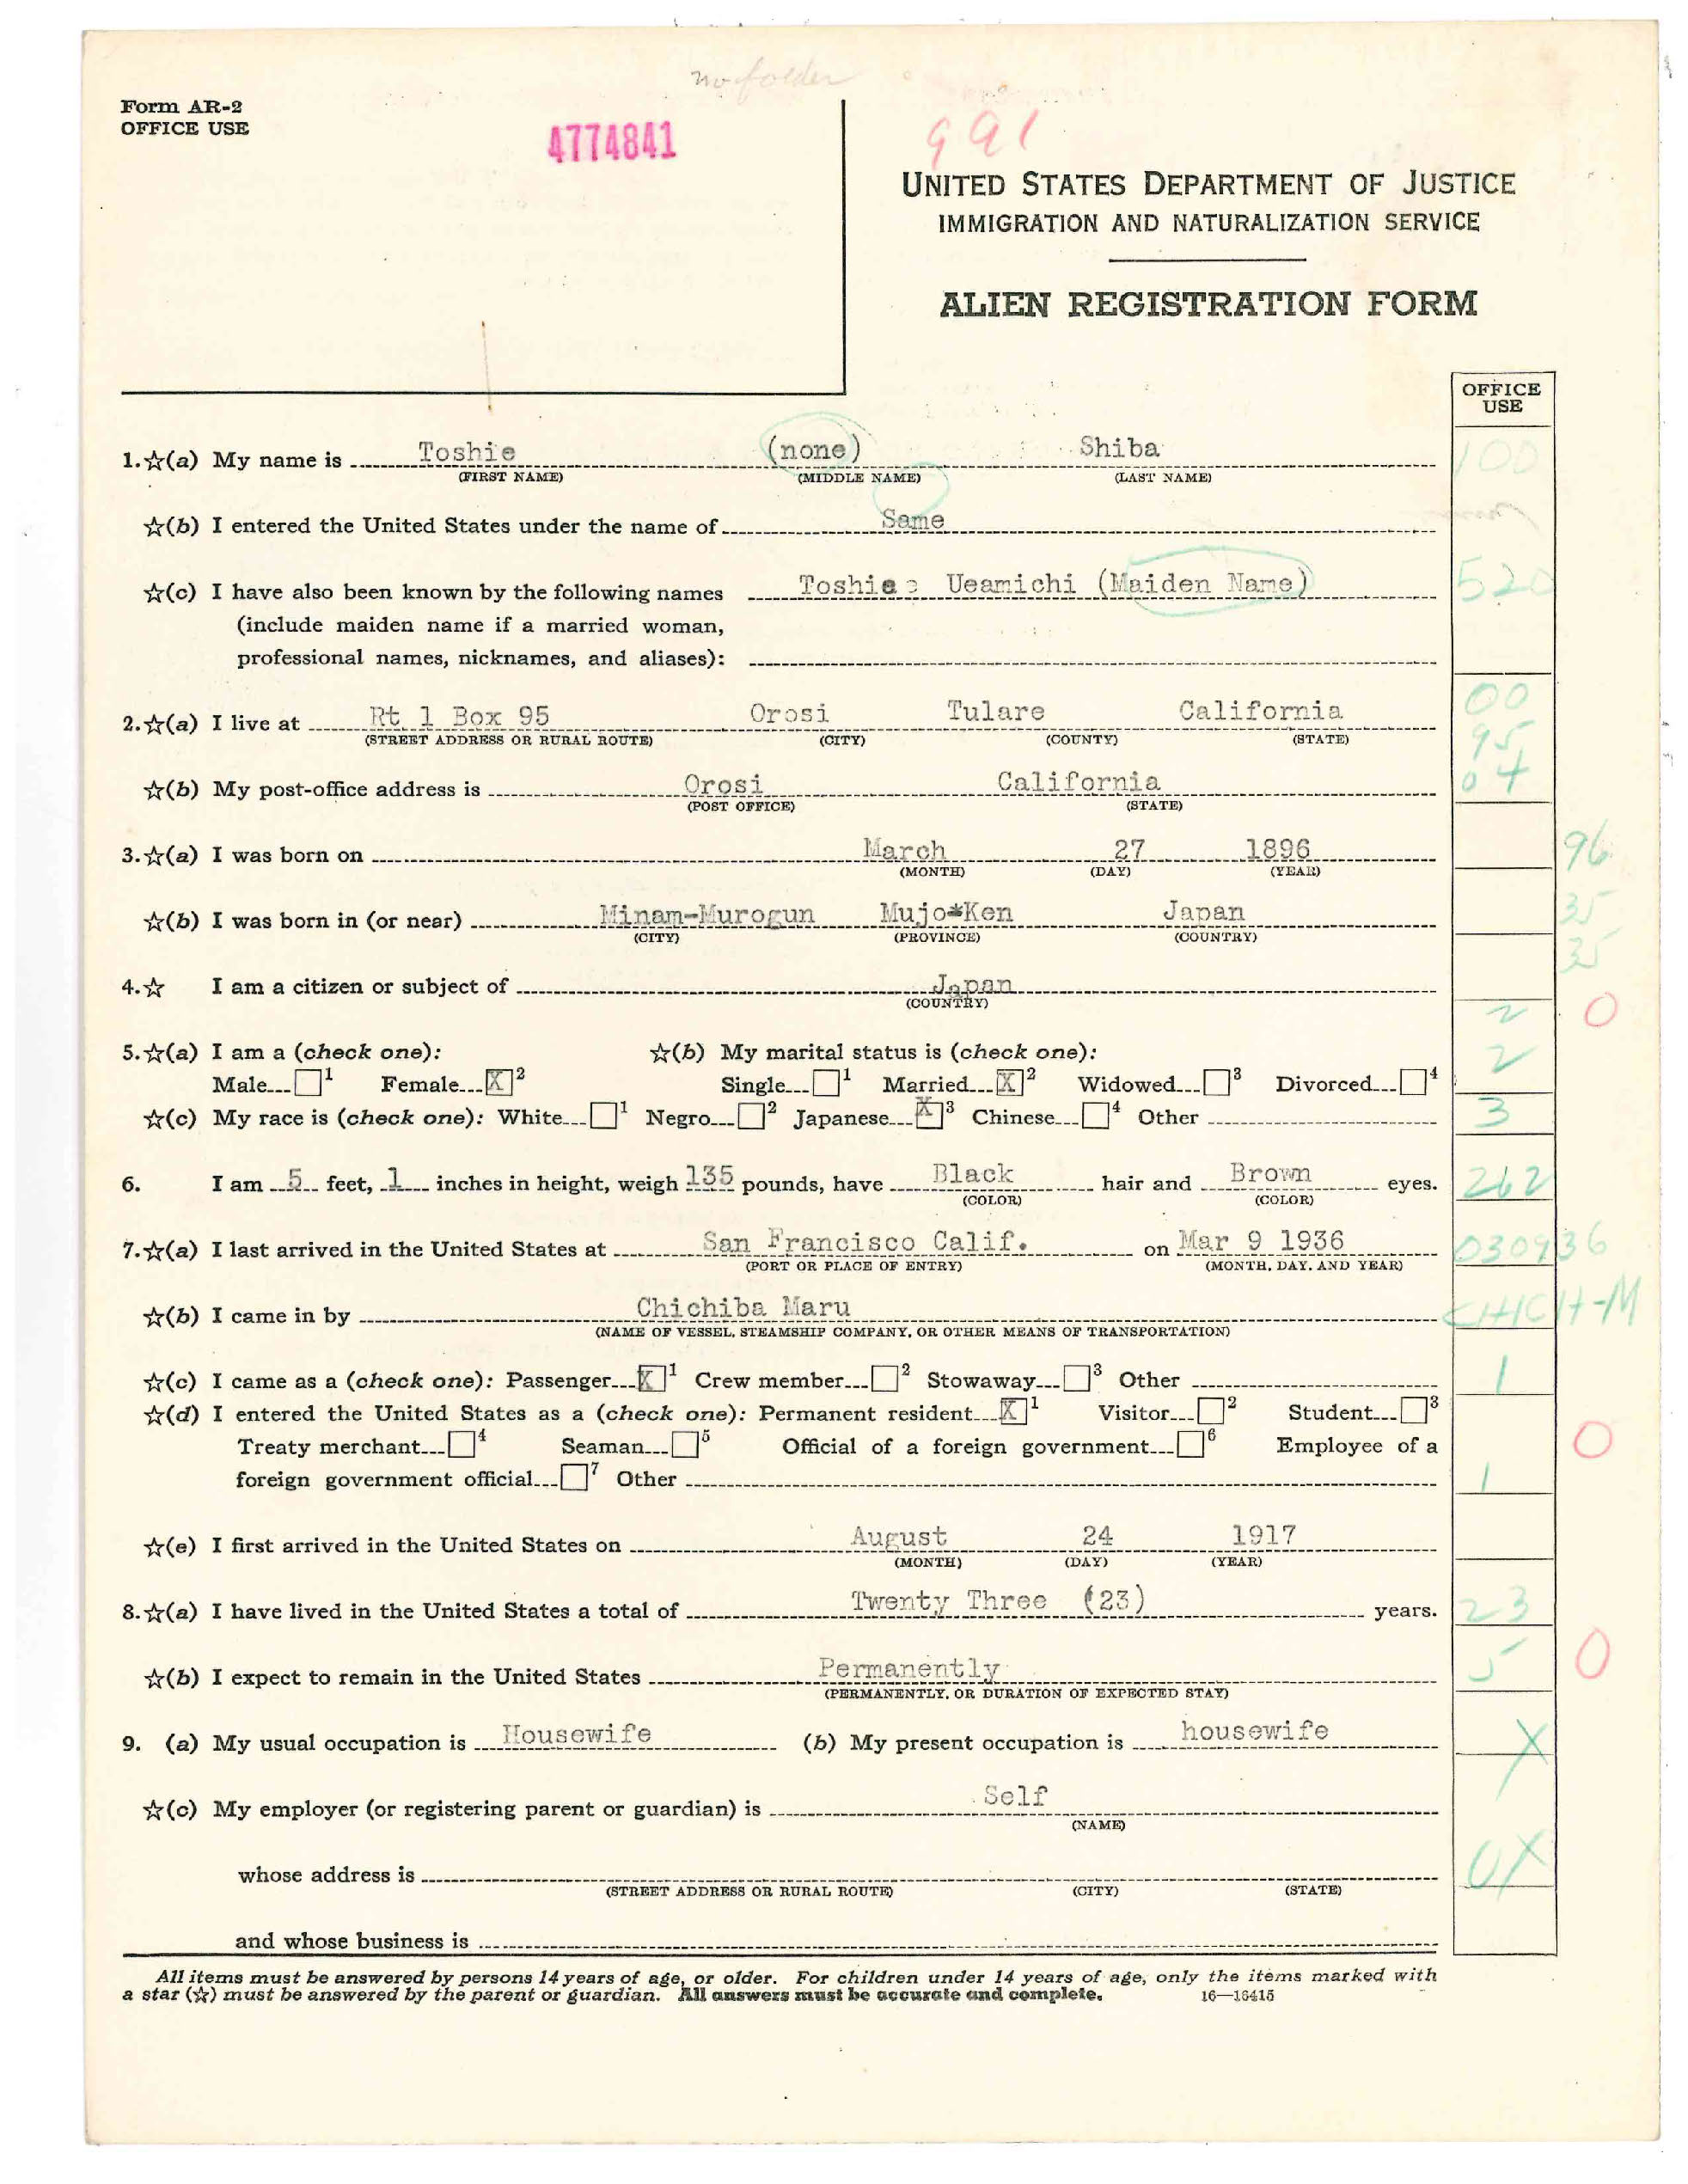 no folder
Form AR-2
OFFICE USE
4774841
991
UNITED STATES DEPARTMENT OF JUSTICE
IMMIGRATION AND NATURALIZATION SERVICE
ALIEN REGISTRATION FORM
OFFICE
USE
1.☆(a) My name is Toshie (none) Shiba 100
(FIRST NAME) (MIDDLE NAME) (LAST NAME)
☆(b) I entered the United States under the name of Same
☆(c) I have also been known by the following names Toshie Ueamichi (Maiden Name) 520
(include maiden name if a married woman,
professional names, nicknames, and aliases):
00
2.☆(a) I live at Rt 1 Box 95 Orosi Tulare California
(STREET ADDRESS OR RURAL ROUTE) (CITY) (COUNTY) (STATE) 95
☆(b) My post-office address is Orosi California 04
(POST OFFICE) (STATE)
3.☆(a) I was born on March 27 1896 96
(MONTH) (DAY) (YEAR)
☆(b) I was born in (or near) Minam-Murogun Mujo*Ken Japan 35
(CITY) (PROVINCE) (COUNTRY)
35
4.☆ I am a citizen or subject of Japan
(COUNTRY) 2 0
5.☆(a) I am a (check one): ☆(b) My marital status is (check one): 2
Male [ ]1 Female [X]2 Single [ ]1 Married [X]2 Widowed [ ]3 Divorced [ ]4
☆(c) My race is (check one): White [ ]1 Negro [ ]2 Japanese [X]3 Chinese [ ]4 Other 3
6. I am 5 feet, 1 inches in height, weigh 135 pounds, have Black hair and Brown eyes. 262
(COLOR) (COLOR)
7.☆(a) I last arrived in the United States at San Francisco Calif. on Mar 9 1936 030936
(PORT OR PLACE OF ENTRY) (MONTH, DAY, AND YEAR)
☆(b) I came in by Chichiba Maru CHICH-M
(NAME OF VESSEL, STEAMSHIP COMPANY, OR OTHER MEANS OF TRANSPORTATION)
☆(c) I came as a (check one): Passenger [X]1 Crew member [ ]2 Stowaway [ ]3 Other 1
☆(d) I entered the United States as a (check one): Permanent resident [X]1 Visitor [ ]2 Student [ ]3
Treaty merchant [ ]4 Seaman [ ]5 Official of a foreign government [ ]6 Employee of a 0
foreign government official [ ]7 Other 1
☆(e) I first arrived in the United States on August 24 1917
(MONTH) (DAY) (YEAR)
8.☆(a) I have lived in the United States a total of Twenty Three (23) years. 23
☆(b) I expect to remain in the United States Permanently 5 0
(PERMANENTLY, OR DURATION OF EXPECTED STAY)
9. (a) My usual occupation is Housewife (b) My present occupation is housewife X
☆(c) My employer (or registering parent or guardian) is Self
(NAME)
whose address is 0X
(STREET ADDRESS OR RURAL ROUTE) (CITY) (STATE)
and whose business is
All items must be answered by persons 14 years of age, or older. For children under 14 years of age, only the items marked with
a star (☆) must be answered by the parent or guardian. All answers must be accurate and complete. 16—16415